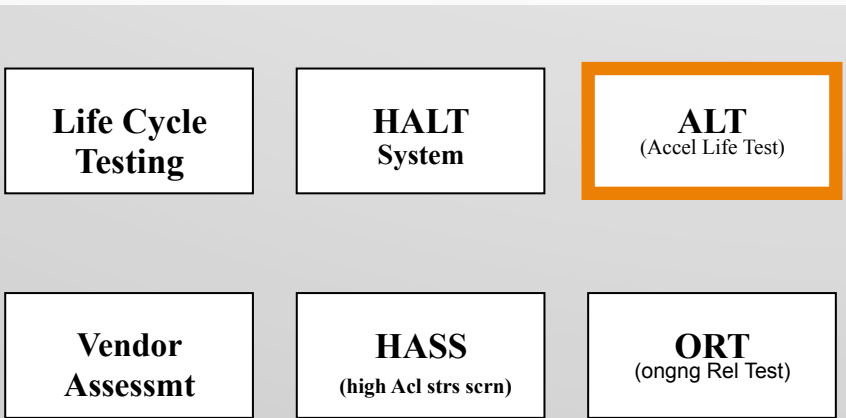 Life Cycle
Testing
HALT
System
ALT
(Accel Life Test)
Vendor
Assessmt
HASS
(high Acl strs scrn)
ORT
(ongng Rel Test)